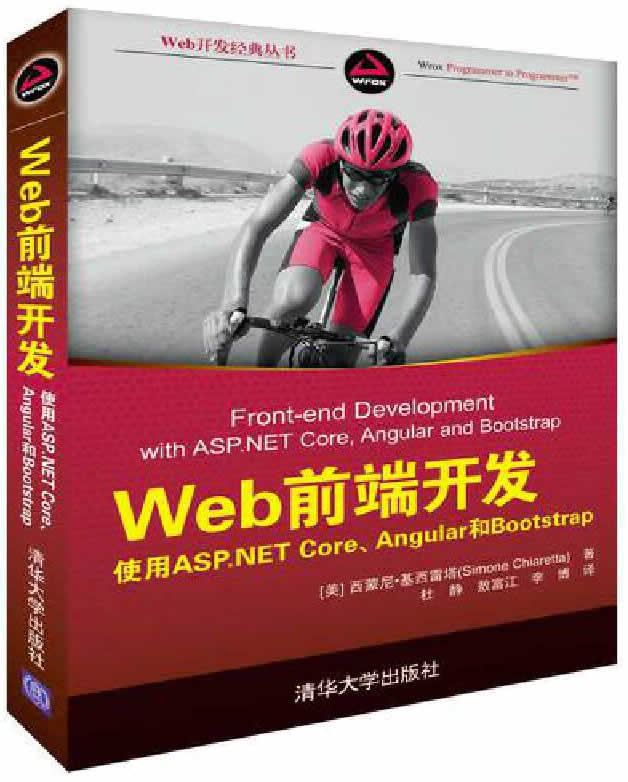 Web开发经典丛书
Wrox
Wrox Programmer to Programmer™
Front-end Development
with ASP.NET Core, Angular and Bootstrap
Web前端开发
使用ASP.NET Core、Angular和Bootstrap
[美] 西蒙尼·基西雷塔(Simone Chiaretta) 著
杜 静 敖富江 李 博 译
清华大学出版社
Wrox
Web前端开发
使用ASP.NET Core、
Angular和Bootstrap
清华大学出版社